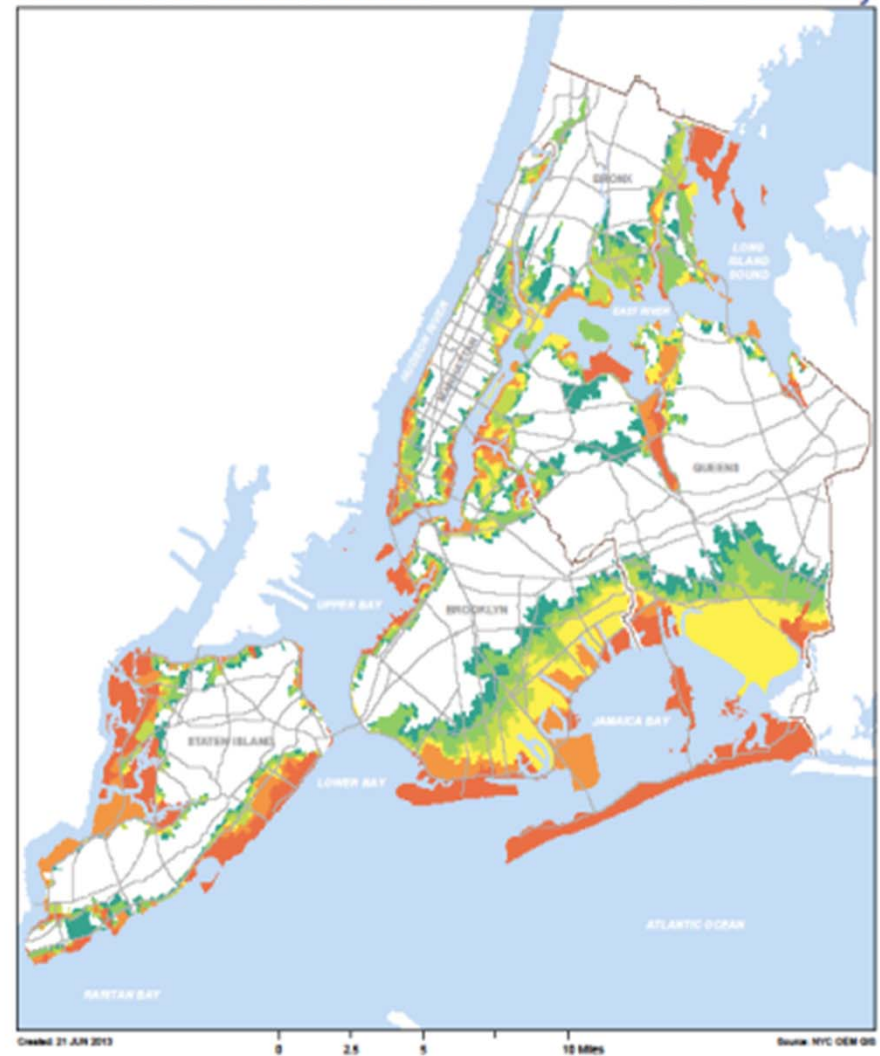 BRONX
LONG
ISLAND
SOUND
EAST RIVER
HUDSON RIVER
MANHATTAN
QUEENS
BROOKLYN
UPPER BAY
JAMAICA BAY
STATEN ISLAND
LOWER BAY
ATLANTIC OCEAN
RARITAN BAY
Created: 21 JUN 2013
0 2.5 5 10 Miles
Source: NYC OEM GIS